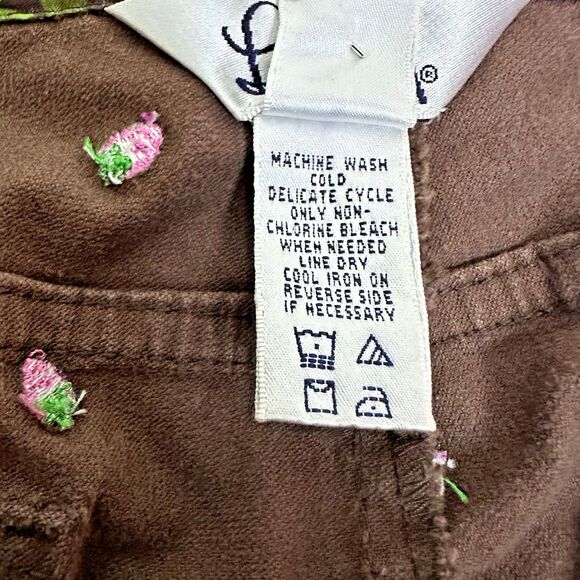 ®
MACHINE WASH
COLD
DELICATE CYCLE
ONLY NON-
CHLORINE BLEACH
WHEN NEEDED
LINE DRY
COOL IRON ON
REVERSE SIDE
IF NECESSARY